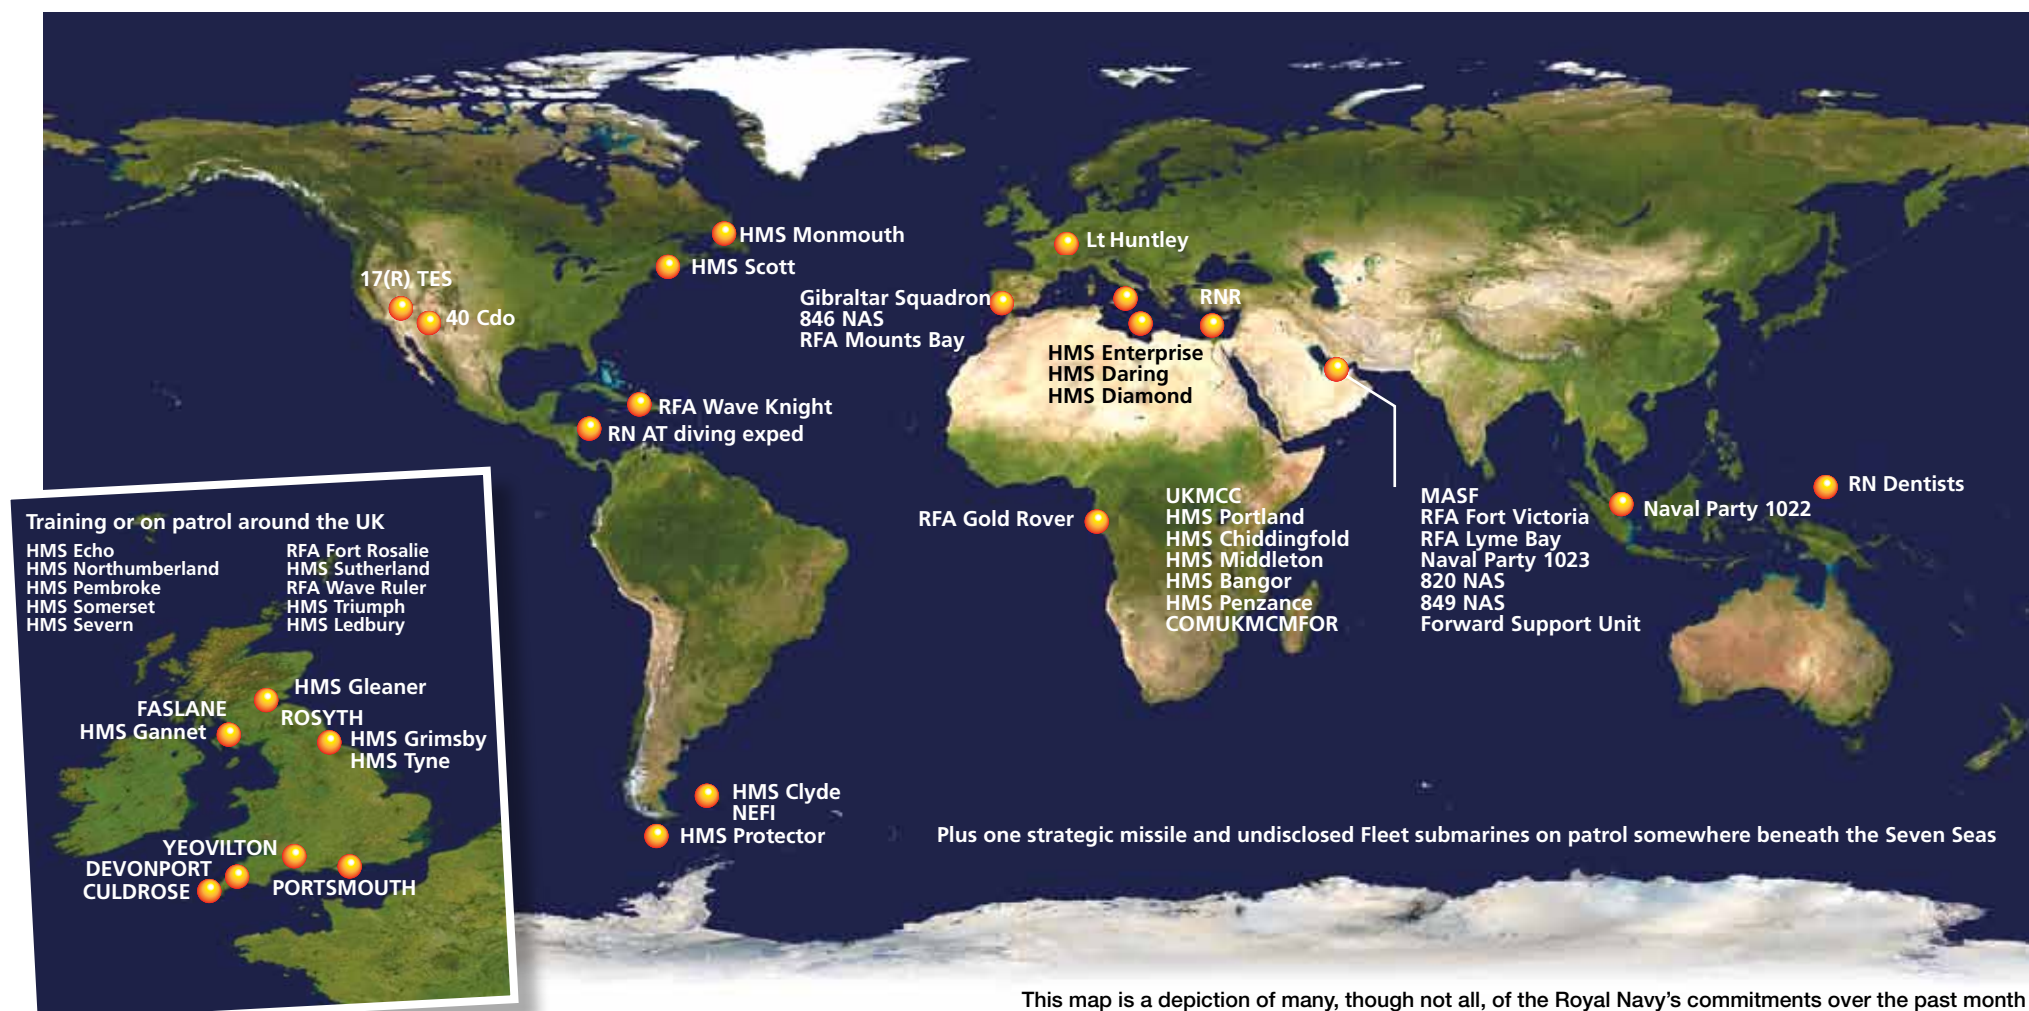 HMS Monmouth
HMS Scott
17(R) TES
40 Cdo
Lt Huntley
Gibraltar Squadron
846 NAS
RFA Mounts Bay
RNR
HMS Enterprise
HMS Daring
HMS Diamond
RFA Wave Knight
RN AT diving exped
RFA Gold Rover
UKMCC
HMS Portland
HMS Chiddingfold
HMS Middleton
HMS Bangor
HMS Penzance
COMUKMCMFOR
MASF
RFA Fort Victoria
RFA Lyme Bay
Naval Party 1023
820 NAS
849 NAS
Forward Support Unit
Naval Party 1022
RN Dentists
Training or on patrol around the UK
HMS Echo
HMS Northumberland
HMS Pembroke
HMS Somerset
HMS Severn
RFA Fort Rosalie
HMS Sutherland
RFA Wave Ruler
HMS Triumph
HMS Ledbury
HMS Gleaner
FASLANE
ROSYTH
HMS Gannet
HMS Grimsby
HMS Tyne
YEOVILTON
DEVONPORT
CULDROSE
PORTSMOUTH
HMS Clyde
NEFI
HMS Protector
Plus one strategic missile and undisclosed Fleet submarines on patrol somewhere beneath the Seven Seas
This map is a depiction of many, though not all, of the Royal Navy’s commitments over the past month